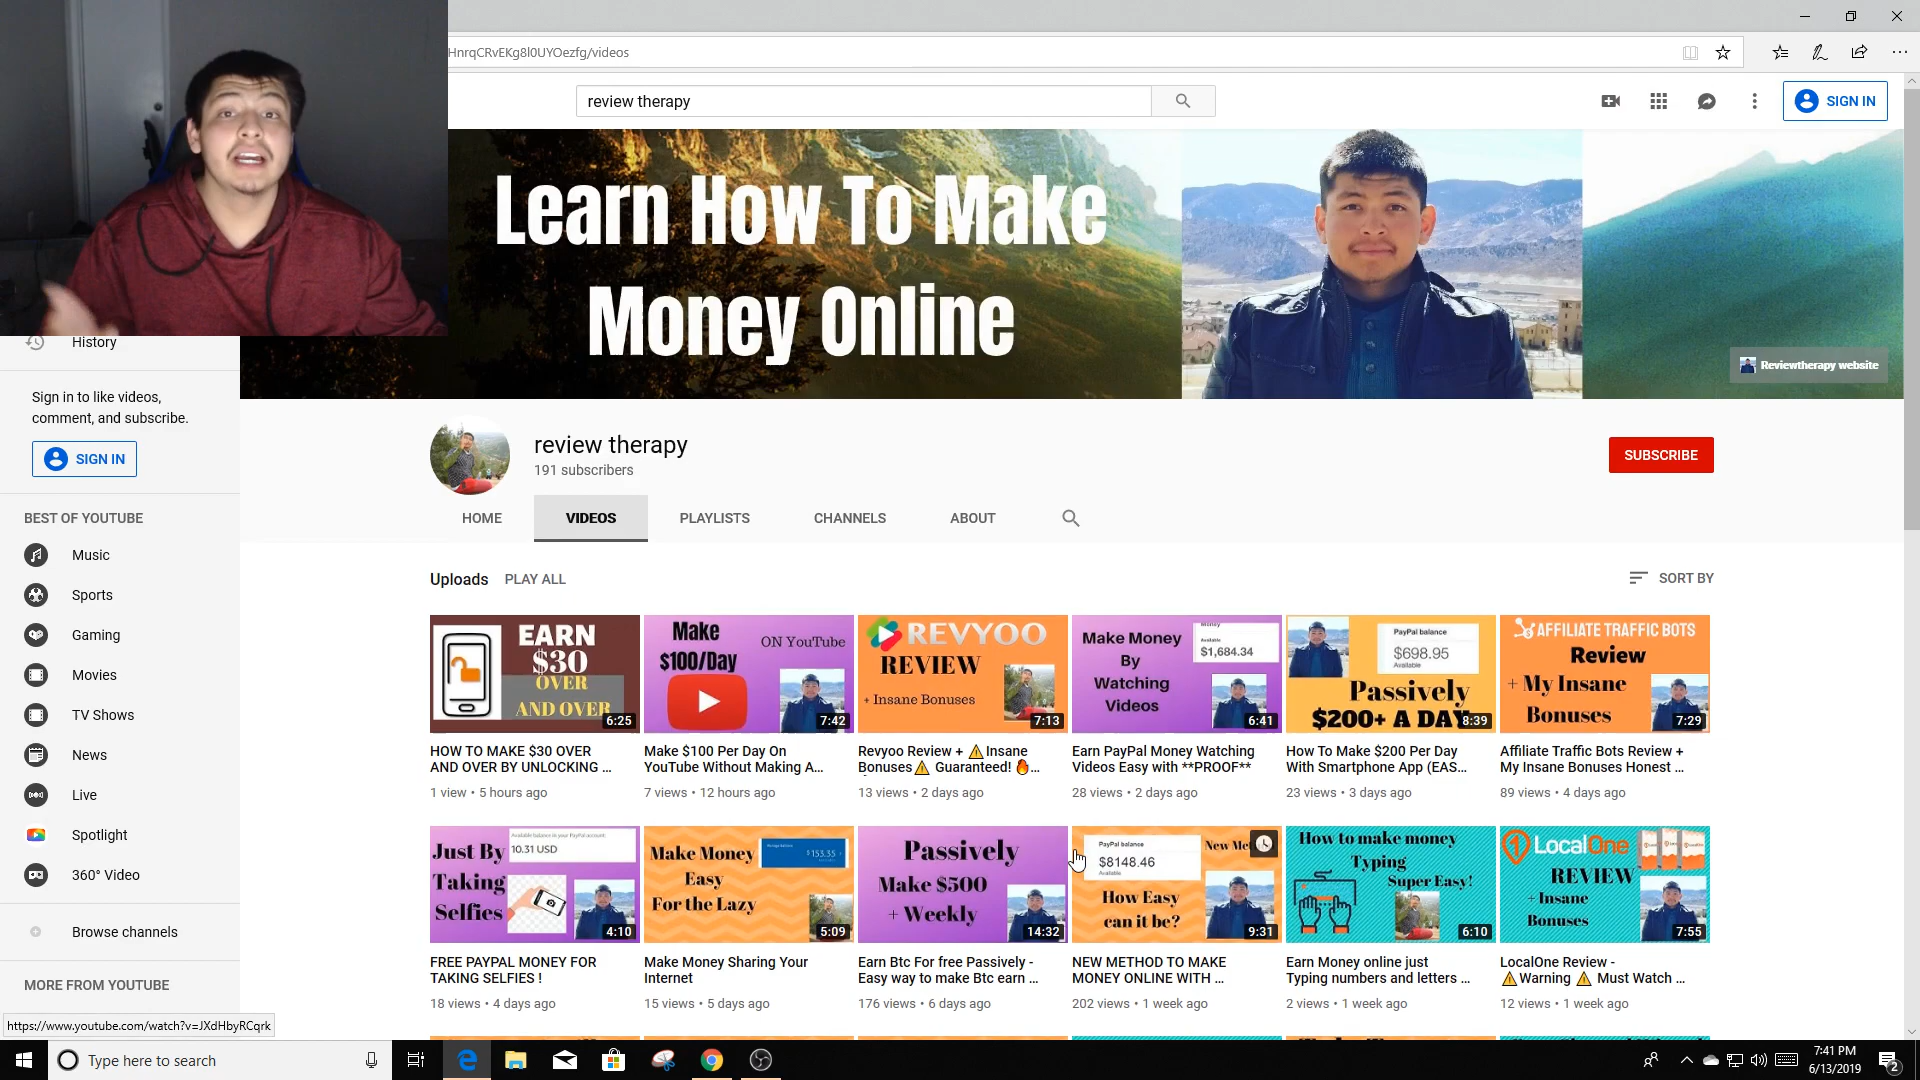 HnrqCRvEKg8l0UYOezfg/videos
review therapy
SIGN IN
Learn How To Make
Money Online
Reviewtherapy website
History
Sign in to like videos,
comment, and subscribe.
SIGN IN
BEST OF YOUTUBE
Music
Sports
Gaming
Movies
TV Shows
News
Live
Spotlight
360° Video
Browse channels
MORE FROM YOUTUBE
https://www.youtube.com/watch?v=JXdHbyRCqrk
review therapy
191 subscribers
SUBSCRIBE
HOME
VIDEOS
PLAYLISTS
CHANNELS
ABOUT
Uploads
PLAY ALL
SORT BY
EARN
$30
OVER
AND OVER
6:25
HOW TO MAKE $30 OVER
AND OVER BY UNLOCKING ...
1 view • 5 hours ago
Make
$100/Day
ON YouTube
7:42
Make $100 Per Day On
YouTube Without Making A...
7 views • 12 hours ago
REVYOO
REVIEW
+ Insane Bonuses
7:13
Revyoo Review + ⚠Insane
Bonuses⚠ Guaranteed! 🔥...
13 views • 2 days ago
Make Money
By
Watching
Videos
Money
Available
$1,684.34
6:41
Earn PayPal Money Watching
Videos Easy with **PROOF**
28 views • 2 days ago
PayPal balance
$698.95
Available
Passively
$200+ A DAY
8:39
How To Make $200 Per Day
With Smartphone App (EAS...
23 views • 3 days ago
AFFILIATE TRAFFIC BOTS
Review
+ My Insane
Bonuses
7:29
Affiliate Traffic Bots Review +
My Insane Bonuses Honest ...
89 views • 4 days ago
Just By
Taking
Selfies
Available balance in your PayPal account.
10.31 USD
4:10
FREE PAYPAL MONEY FOR
TAKING SELFIES !
18 views • 4 days ago
Make Money
Easy
For the Lazy
$153.35
5:09
Make Money Sharing Your
Internet
15 views • 5 days ago
Passively
Make $500
+ Weekly
14:32
Earn Btc For free Passively -
Easy way to make Btc earn ...
176 views • 6 days ago
PayPal balance
$8148.46
Available
New Me
How Easy
can it be?
9:31
NEW METHOD TO MAKE
MONEY ONLINE WITH ...
202 views • 1 week ago
How to make money
Typing
Super Easy!
6:10
Earn Money online just
Typing numbers and letters ...
2 views • 1 week ago
LocalOne
REVIEW
+ Insane
Bonuses
7:55
LocalOne Review -
⚠Warning ⚠ Must Watch ...
12 views • 1 week ago
Type here to search
7:41 PM
6/13/2019
2